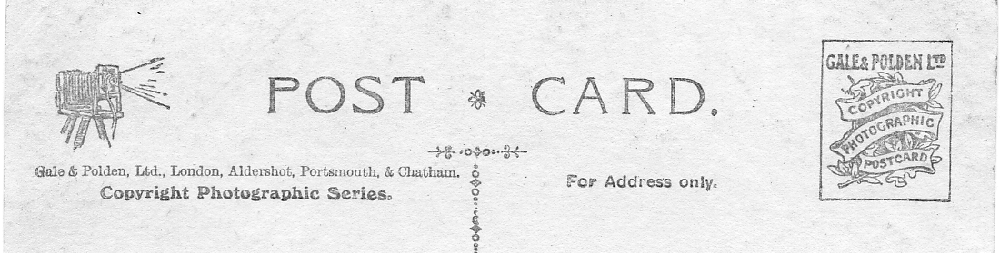 POST CARD.
Gale & Polden, Ltd., London, Aldershot, Portsmouth, & Chatham.
Copyright Photographic Series.
For Address only.
GALE & POLDEN LTD
COPYRIGHT
PHOTOGRAPHIC
POSTCARD